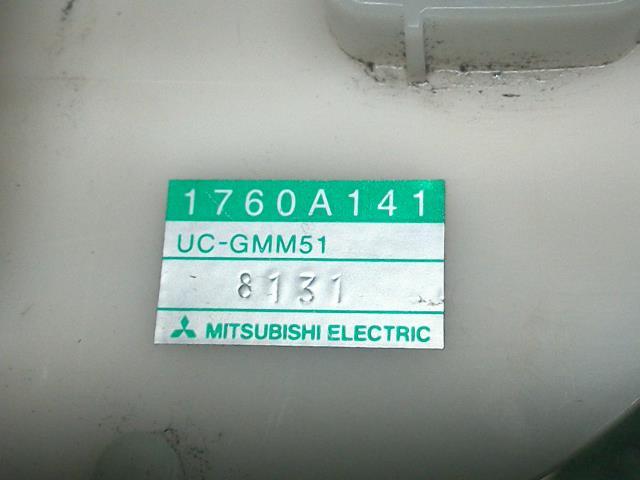 1760A141
UC-GMM51
8131
MITSUBISHI ELECTRIC